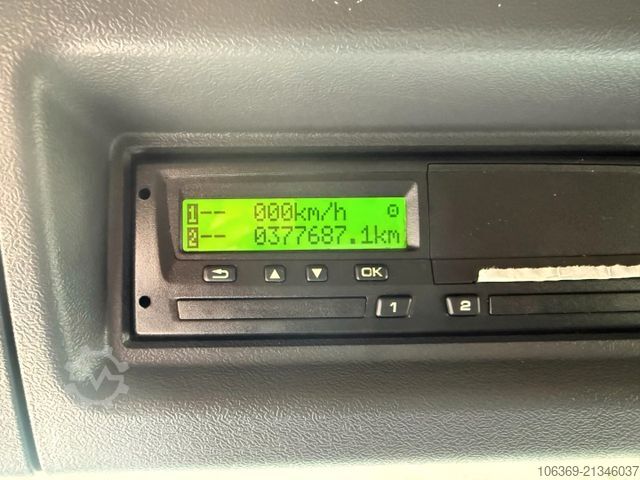 1-- 000km/h
2-- 0377687.1km
OK
1 2
106369-21346037